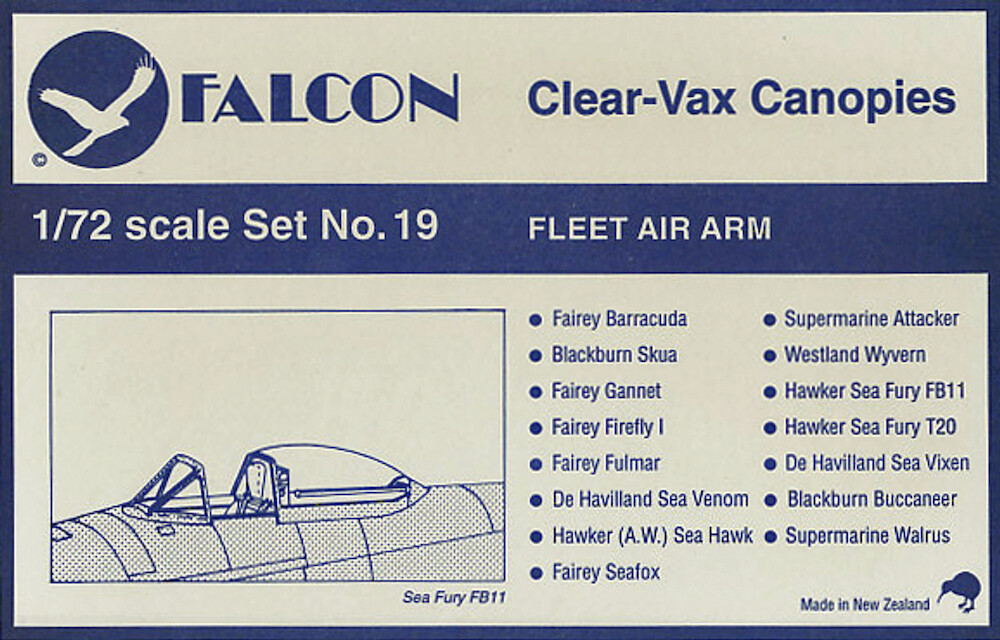 FALCON
Clear-Vax Canopies
©
1/72 scale Set No. 19
FLEET AIR ARM
Sea Fury FB11
● Fairey Barracuda
● Blackburn Skua
● Fairey Gannet
● Fairey Firefly I
● Fairey Fulmar
● De Havilland Sea Venom
● Hawker (A.W.) Sea Hawk
● Fairey Seafox
● Supermarine Attacker
● Westland Wyvern
● Hawker Sea Fury FB11
● Hawker Sea Fury T20
● De Havilland Sea Vixen
● Blackburn Buccaneer
● Supermarine Walrus
Made in New Zealand